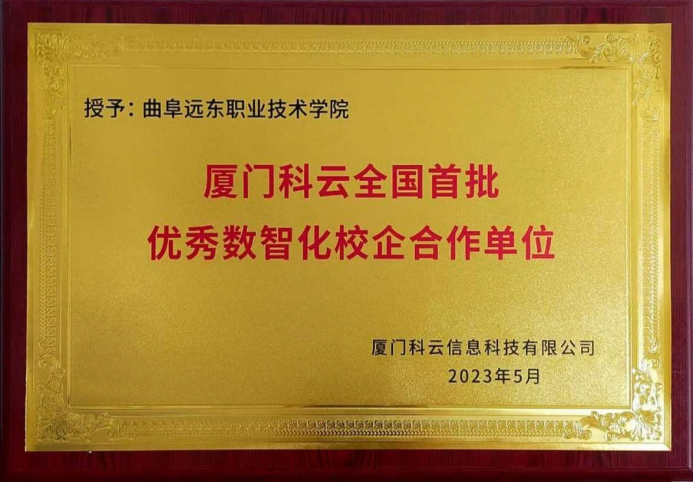 授予：曲阜远东职业技术学院
厦门科云全国首批
优秀数智化校企合作单位
厦门科云信息科技有限公司
2023年5月